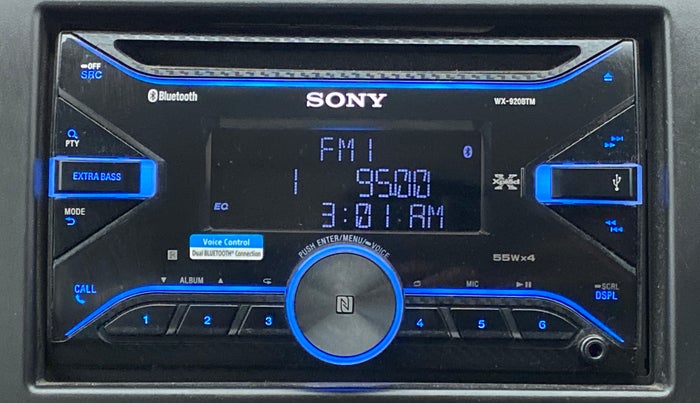 OFF
SRC
Bluetooth
SONY
WX-920BTM
PTY
FM1
EXTRA BASS
1 95.00
EQ
3:01 AM
MODE
Voice Control
Dual BLUETOOTH® Connection
PUSH ENTER/MENU/ VOICE
55W×4
CALL
ALBUM
MIC
SCRL
DSPL
1 2 3 4 5 6